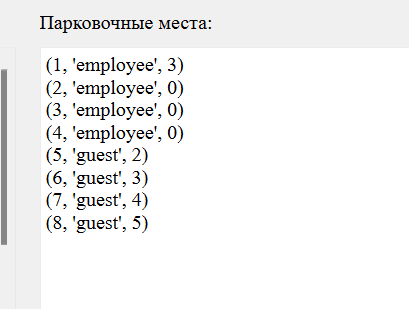 Парковочные места:
(1, 'employee', 3)
(2, 'employee', 0)
(3, 'employee', 0)
(4, 'employee', 0)
(5, 'guest', 2)
(6, 'guest', 3)
(7, 'guest', 4)
(8, 'guest', 5)